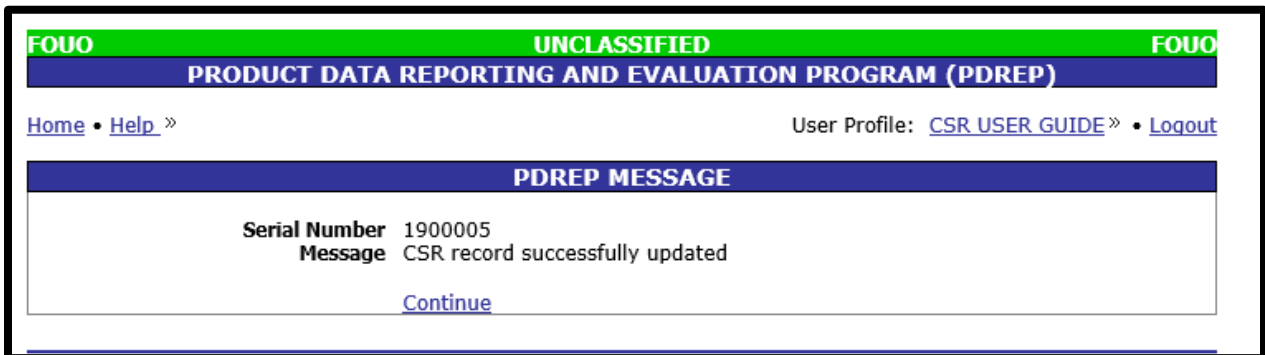 FOUO UNCLASSIFIED FOUO
PRODUCT DATA REPORTING AND EVALUATION PROGRAM (PDREP)
Home • Help » User Profile: CSR USER GUIDE» • Logout
PDREP MESSAGE
Serial Number 1900005
Message CSR record successfully updated
Continue